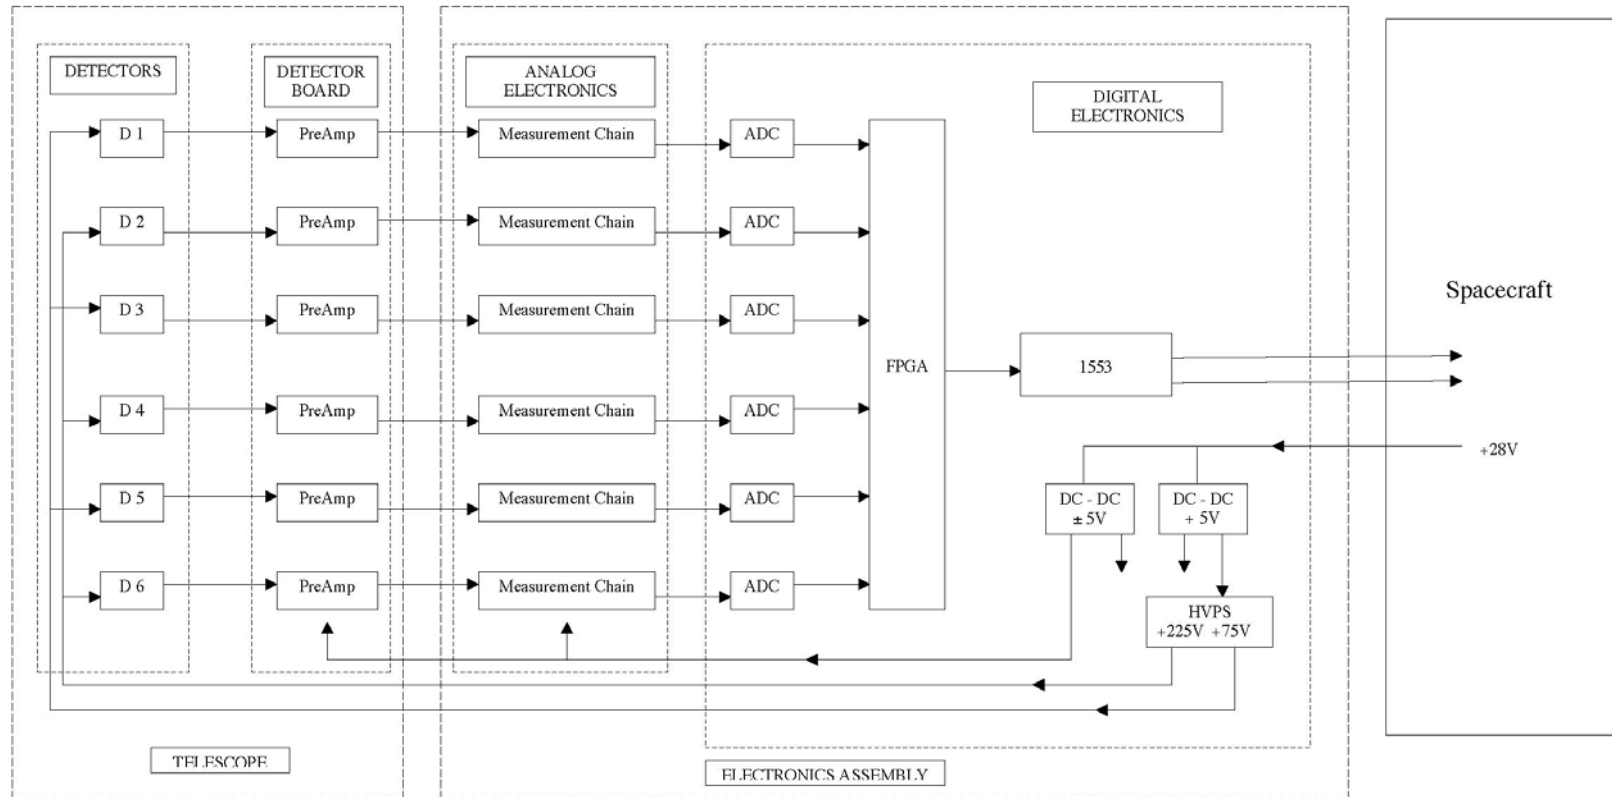 DETECTORS
DETECTOR
BOARD
ANALOG
ELECTRONICS
DIGITAL
ELECTRONICS
D 1
PreAmp
Measurement Chain
ADC
D 2
PreAmp
Measurement Chain
ADC
D 3
PreAmp
Measurement Chain
ADC
Spacecraft
FPGA
1553
D 4
PreAmp
Measurement Chain
ADC
+28V
D 5
PreAmp
Measurement Chain
ADC
DC - DC
± 5V
DC - DC
+ 5V
D 6
PreAmp
Measurement Chain
ADC
HVPS
+225V +75V
TELESCOPE
ELECTRONICS ASSEMBLY